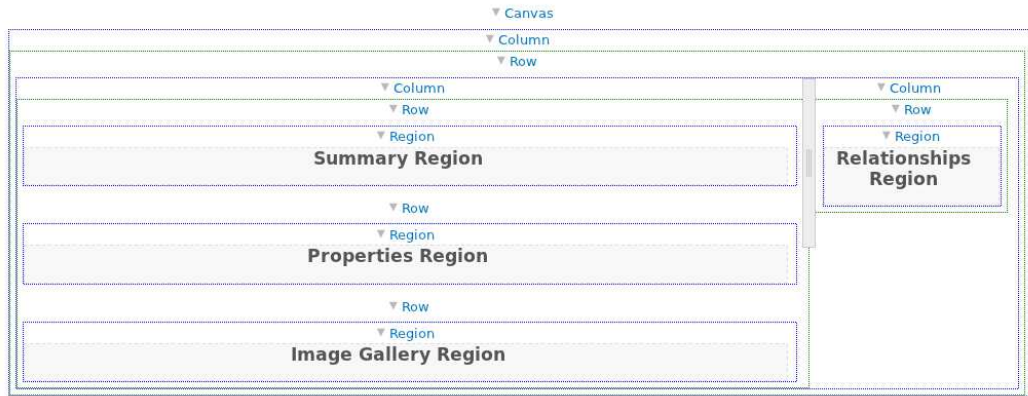 Canvas
Column
Row
Column
Row
Region
Summary Region
Row
Region
Properties Region
Row
Region
Image Gallery Region
Column
Row
Region
Relationships
Region